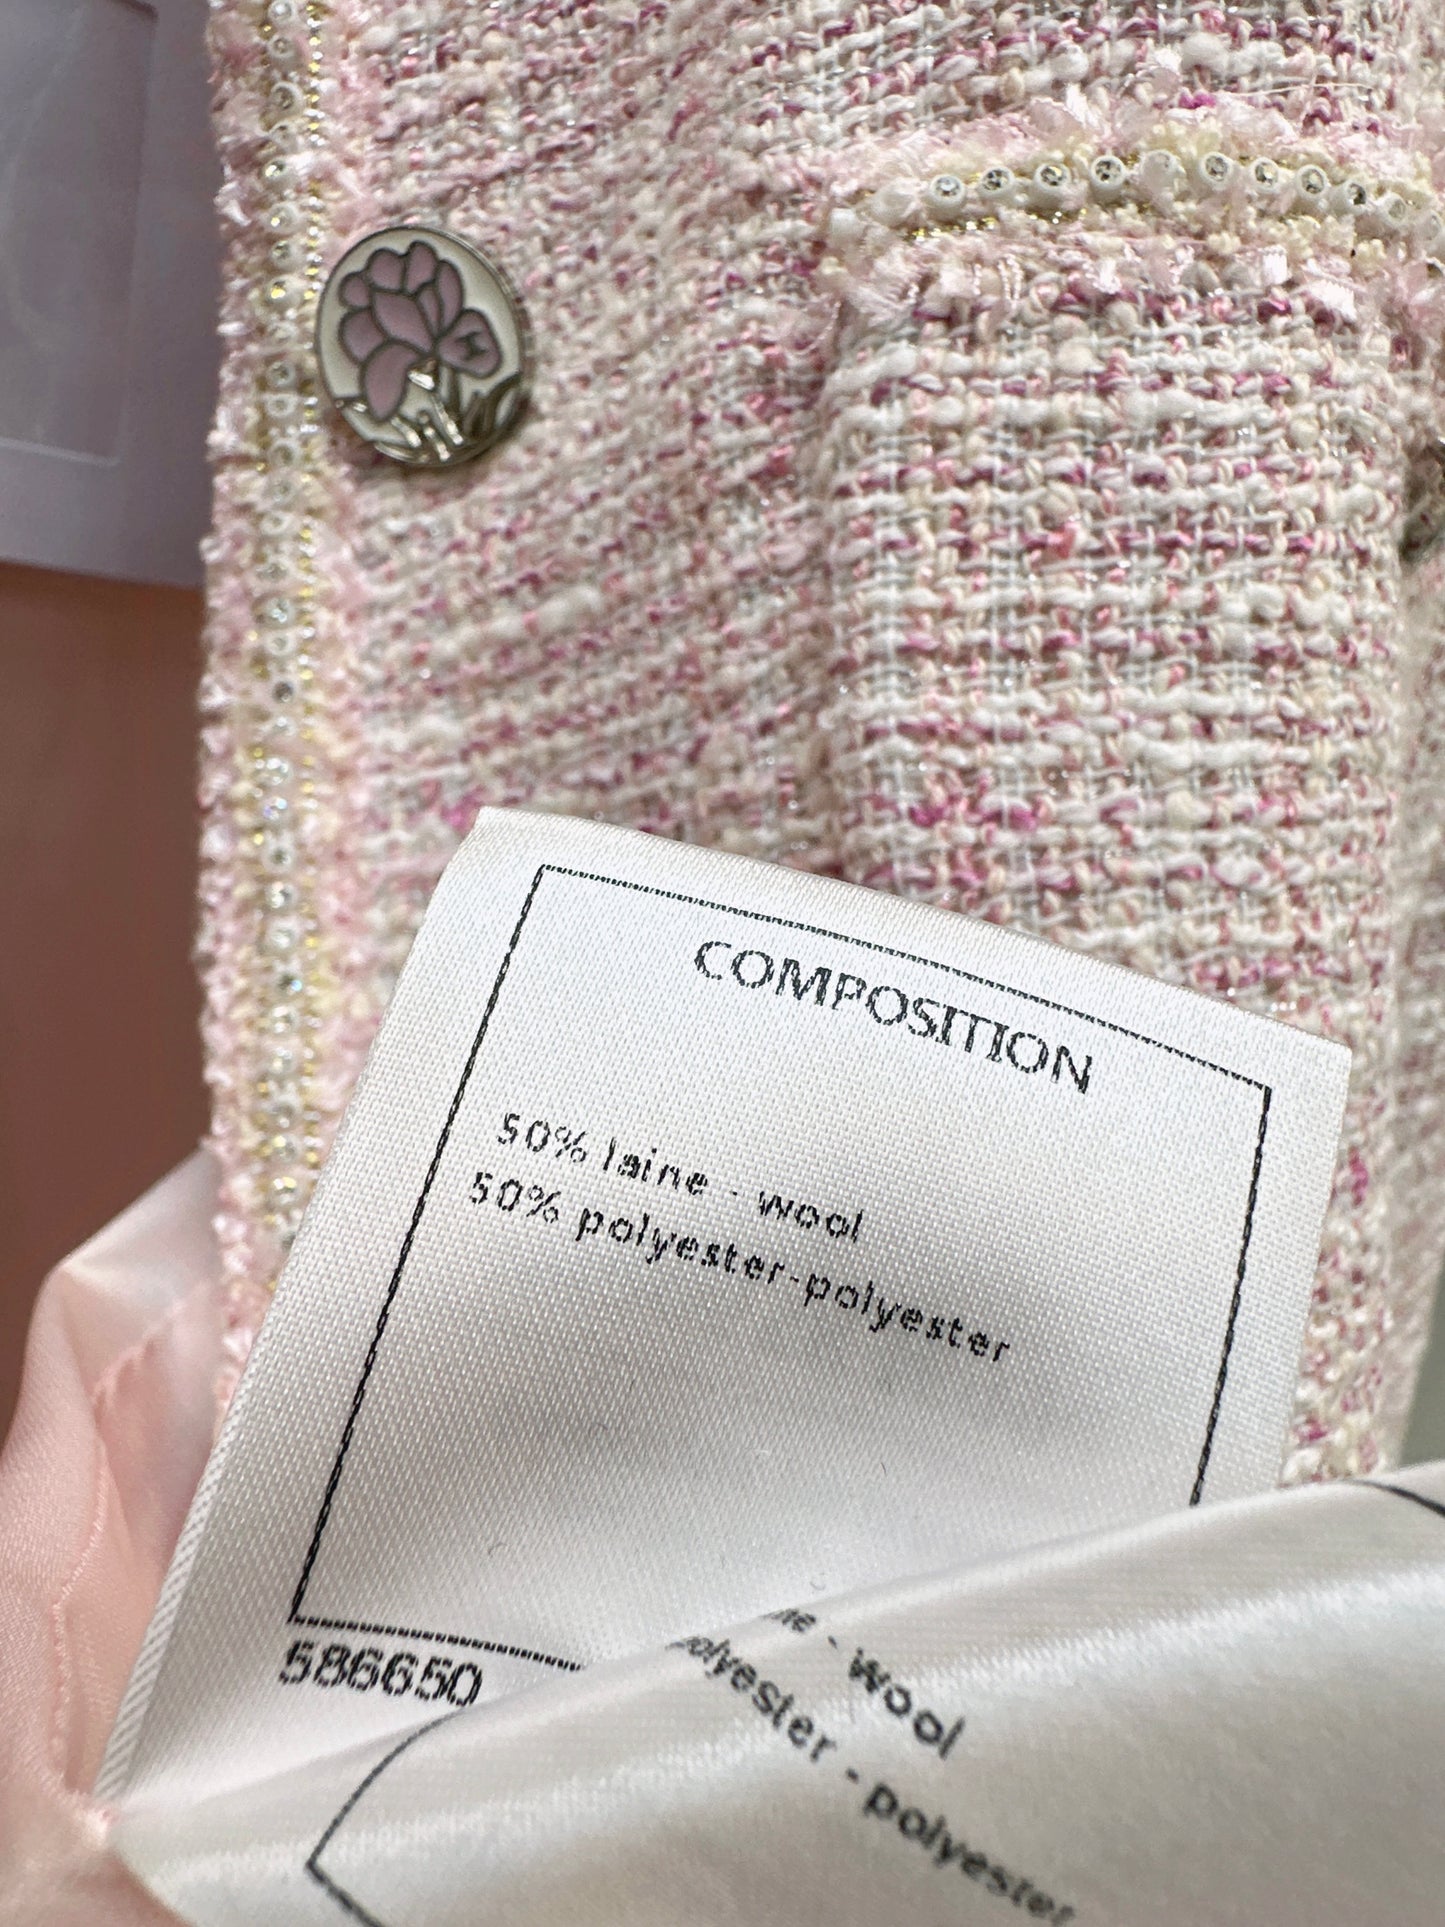 COMPOSITION
50% laine - wool
50% polyester-polyester
586650
- wool
polyester - polyester